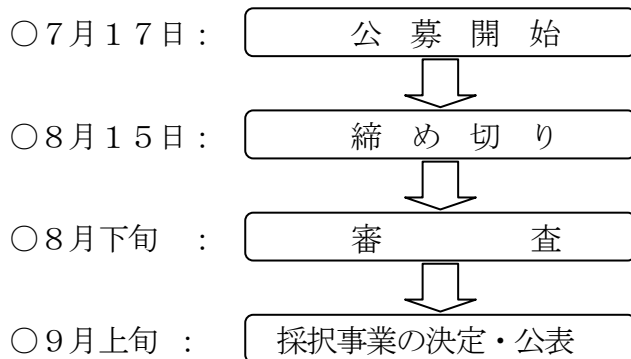 ○７月１７日： 公 募 開 始
○８月１５日： 締 め 切 り
○８月下旬 ： 審 査
○９月上旬 ： 採択事業の決定・公表